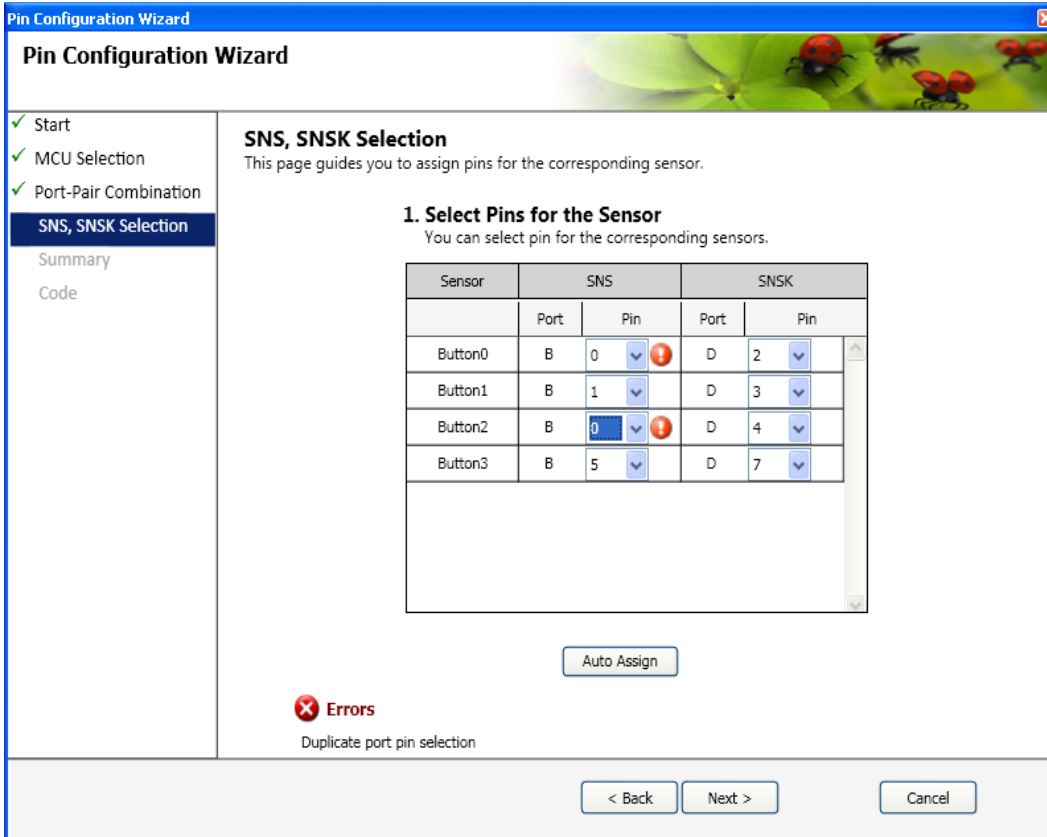 Pin Configuration Wizard
Pin Configuration Wizard
Start
MCU Selection
Port-Pair Combination
SNS, SNSK Selection
Summary
Code
SNS, SNSK Selection
This page guides you to assign pins for the corresponding sensor.
1. Select Pins for the Sensor
You can select pin for the corresponding sensors.
Sensor SNS SNSK
Port Pin Port Pin
Button0 B 0 D 2
Button1 B 1 D 3
Button2 B 0 D 4
Button3 B 5 D 7
Auto Assign
Errors
Duplicate port pin selection
< Back Next > Cancel